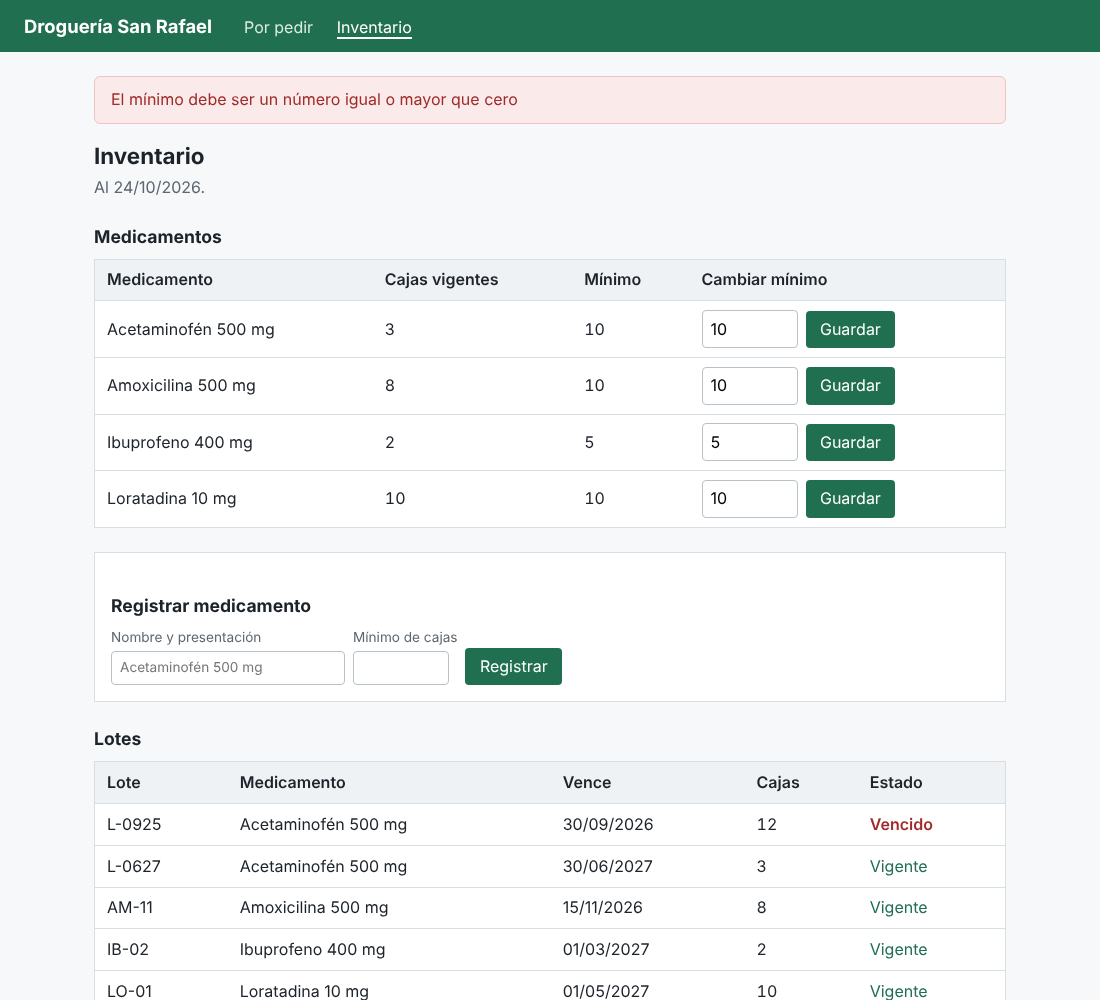 Droguería San Rafael Por pedir Inventario
El mínimo debe ser un número igual o mayor que cero
Inventario
Al 24/10/2026.
Medicamentos
Medicamento Cajas vigentes Mínimo Cambiar mínimo
Acetaminofén 500 mg 3 10 10 Guardar
Amoxicilina 500 mg 8 10 10 Guardar
Ibuprofeno 400 mg 2 5 5 Guardar
Loratadina 10 mg 10 10 10 Guardar
Registrar medicamento
Nombre y presentación Mínimo de cajas
Acetaminofén 500 mg Registrar
Lotes
Lote Medicamento Vence Cajas Estado
L-0925 Acetaminofén 500 mg 30/09/2026 12 Vencido
L-0627 Acetaminofén 500 mg 30/06/2027 3 Vigente
AM-11 Amoxicilina 500 mg 15/11/2026 8 Vigente
IB-02 Ibuprofeno 400 mg 01/03/2027 2 Vigente
LO-01 Loratadina 10 mg 01/05/2027 10 Vigente